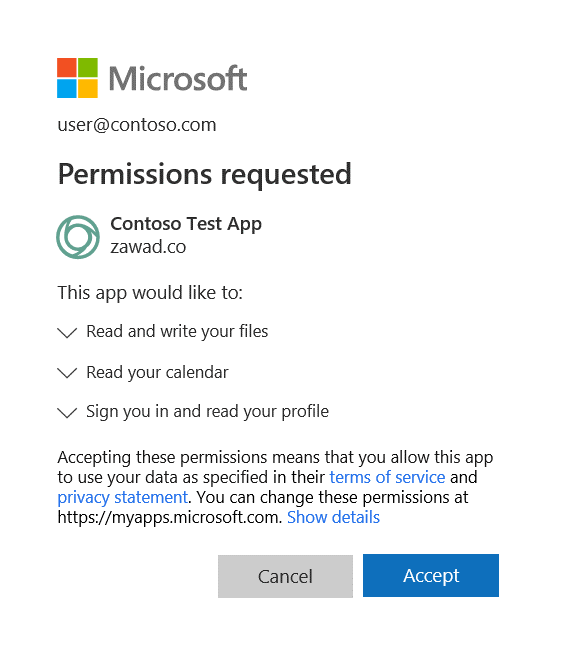 Microsoft
user@contoso.com
Permissions requested
Contoso Test App
zawad.co
This app would like to:
Read and write your files
Read your calendar
Sign you in and read your profile
Accepting these permissions means that you allow this app
to use your data as specified in their terms of service and
privacy statement. You can change these permissions at
https://myapps.microsoft.com. Show details
Cancel
Accept